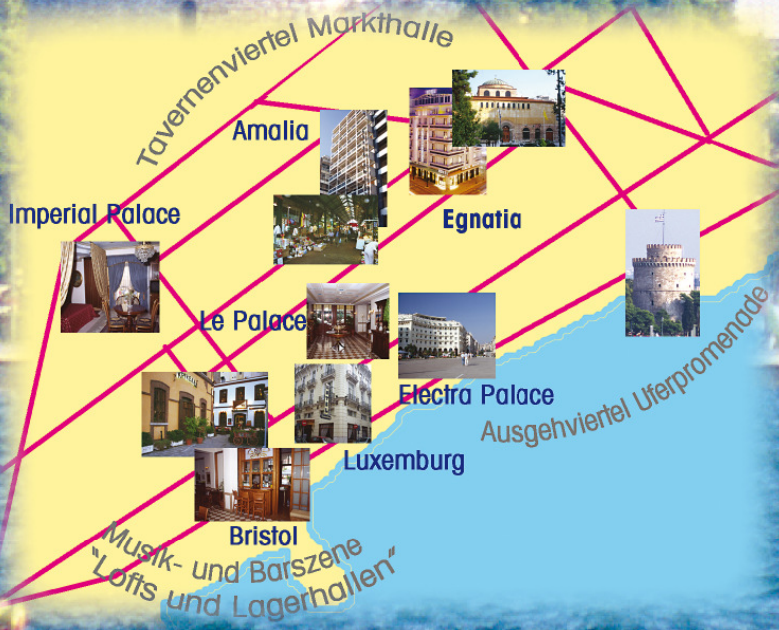 Tavernenviertel Markthalle
Amalia
Imperial Palace
Egnatia
Le Palace
Electra Palace
Ausgehviertel Uferpromenade
Luxemburg
Bristol
Musik- und Barszene
"Lofts und Lagerhallen"